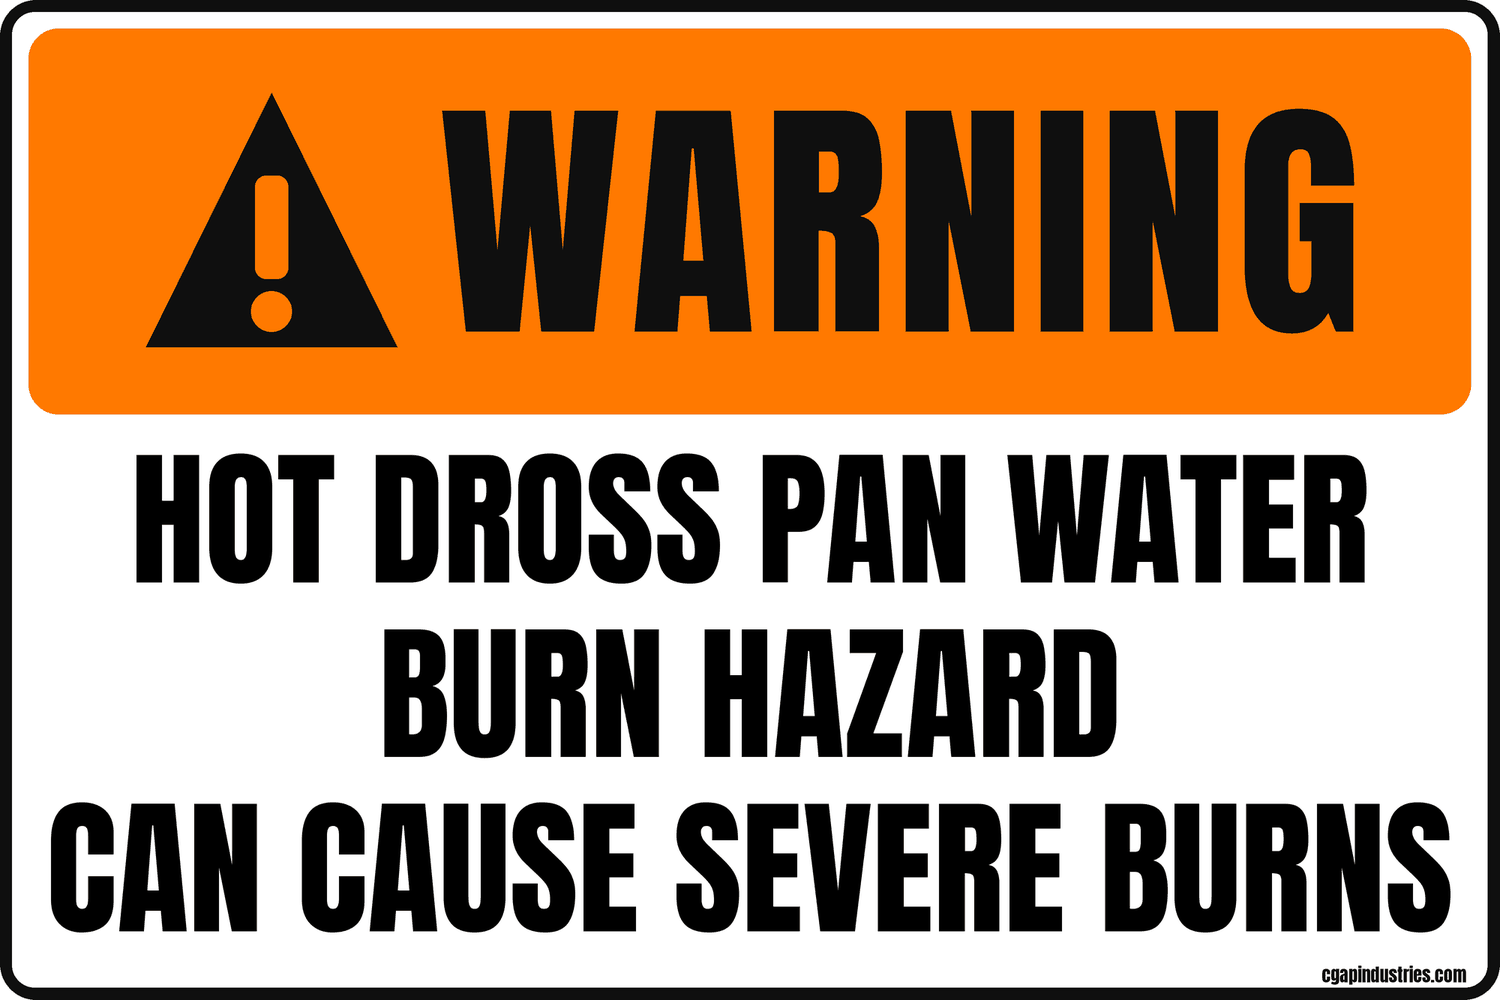 WARNING
HOT DROSS PAN WATER
BURN HAZARD
CAN CAUSE SEVERE BURNS
cgapindustries.com